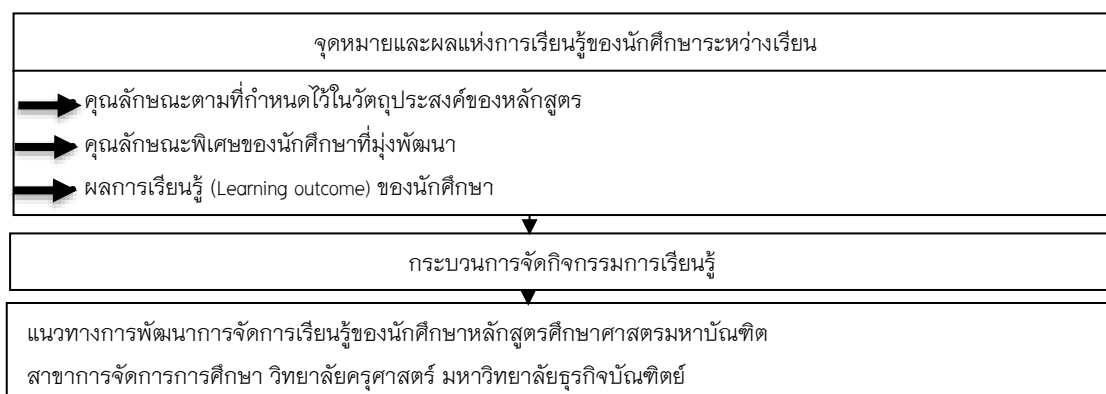 จุดหมายและผลแห่งการเรียนรู้ของนักศึกษาระหว่างเรียน
คุณลักษณะตามที่กำหนดไว้ในวัตถุประสงค์ของหลักสูตร
คุณลักษณะพิเศษของนักศึกษาที่มุ่งพัฒนา
ผลการเรียนรู้ (Learning outcome) ของนักศึกษา
กระบวนการจัดกิจกรรมการเรียนรู้
แนวทางการพัฒนาการจัดการเรียนรู้ของนักศึกษาหลักสูตรศึกษาศาสตรมหาบัณฑิต
สาขาการจัดการการศึกษา วิทยาลัยครุศาสตร์ มหาวิทยาลัยธุรกิจบัณฑิตย์